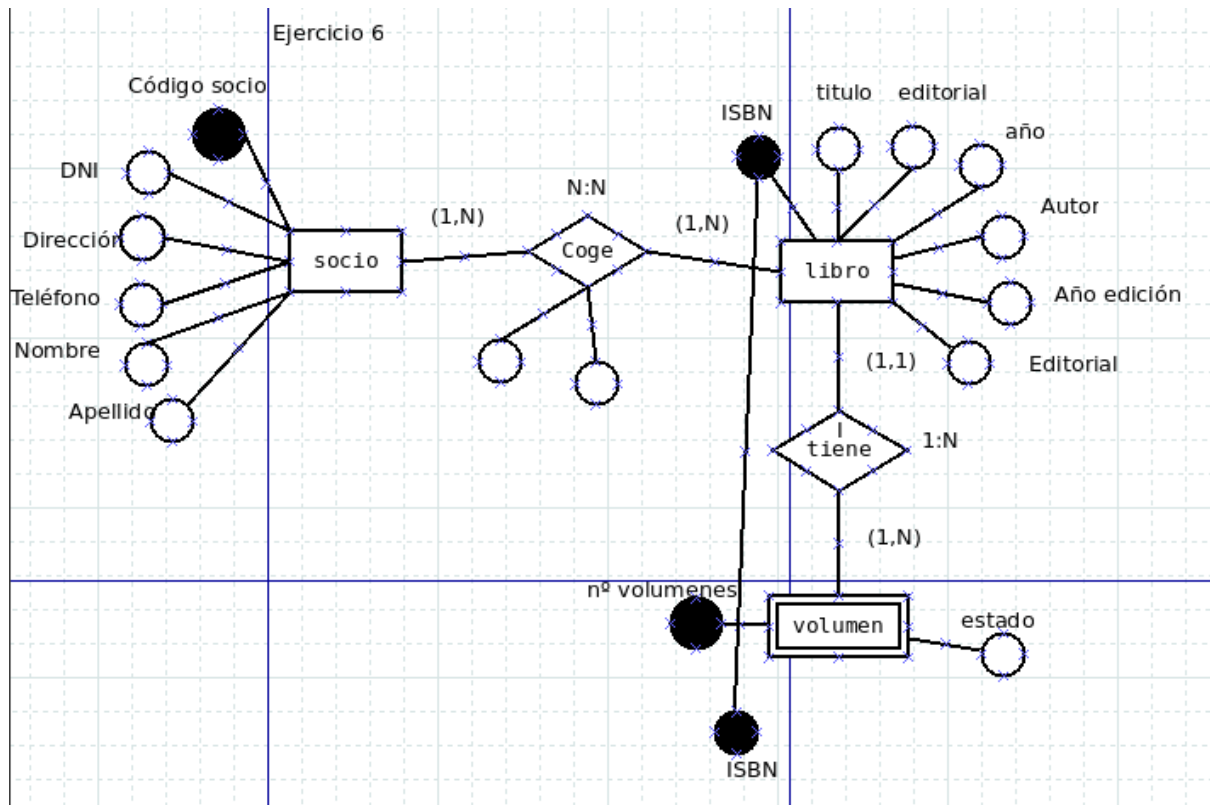 Ejercicio 6
Código socio
DNI
Dirección
Teléfono
Nombre
Apellido
socio
(1,N)
N:N
Coge
(1,N)
ISBN
titulo
editorial
año
Autor
Año edición
Editorial
libro
(1,1)
I
tiene
1:N
(1,N)
nº volumenes
volumen
estado
ISBN